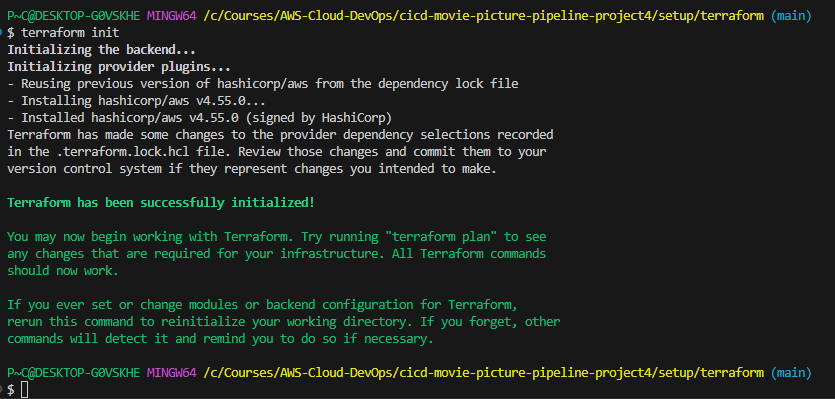 P~C@DESKTOP-G0VSKHE MINGW64 /c/Courses/AWS-Cloud-DevOps/cicd-movie-picture-pipeline-project4/setup/terraform (main)
$ terraform init
Initializing the backend...
Initializing provider plugins...
- Reusing previous version of hashicorp/aws from the dependency lock file
- Installing hashicorp/aws v4.55.0...
- Installed hashicorp/aws v4.55.0 (signed by HashiCorp)
Terraform has made some changes to the provider dependency selections recorded
in the .terraform.lock.hcl file. Review those changes and commit them to your
version control system if they represent changes you intended to make.
Terraform has been successfully initialized!
You may now begin working with Terraform. Try running "terraform plan" to see
any changes that are required for your infrastructure. All Terraform commands
should now work.
If you ever set or change modules or backend configuration for Terraform,
rerun this command to reinitialize your working directory. If you forget, other
commands will detect it and remind you to do so if necessary.
P~C@DESKTOP-G0VSKHE MINGW64 /c/Courses/AWS-Cloud-DevOps/cicd-movie-picture-pipeline-project4/setup/terraform (main)
$